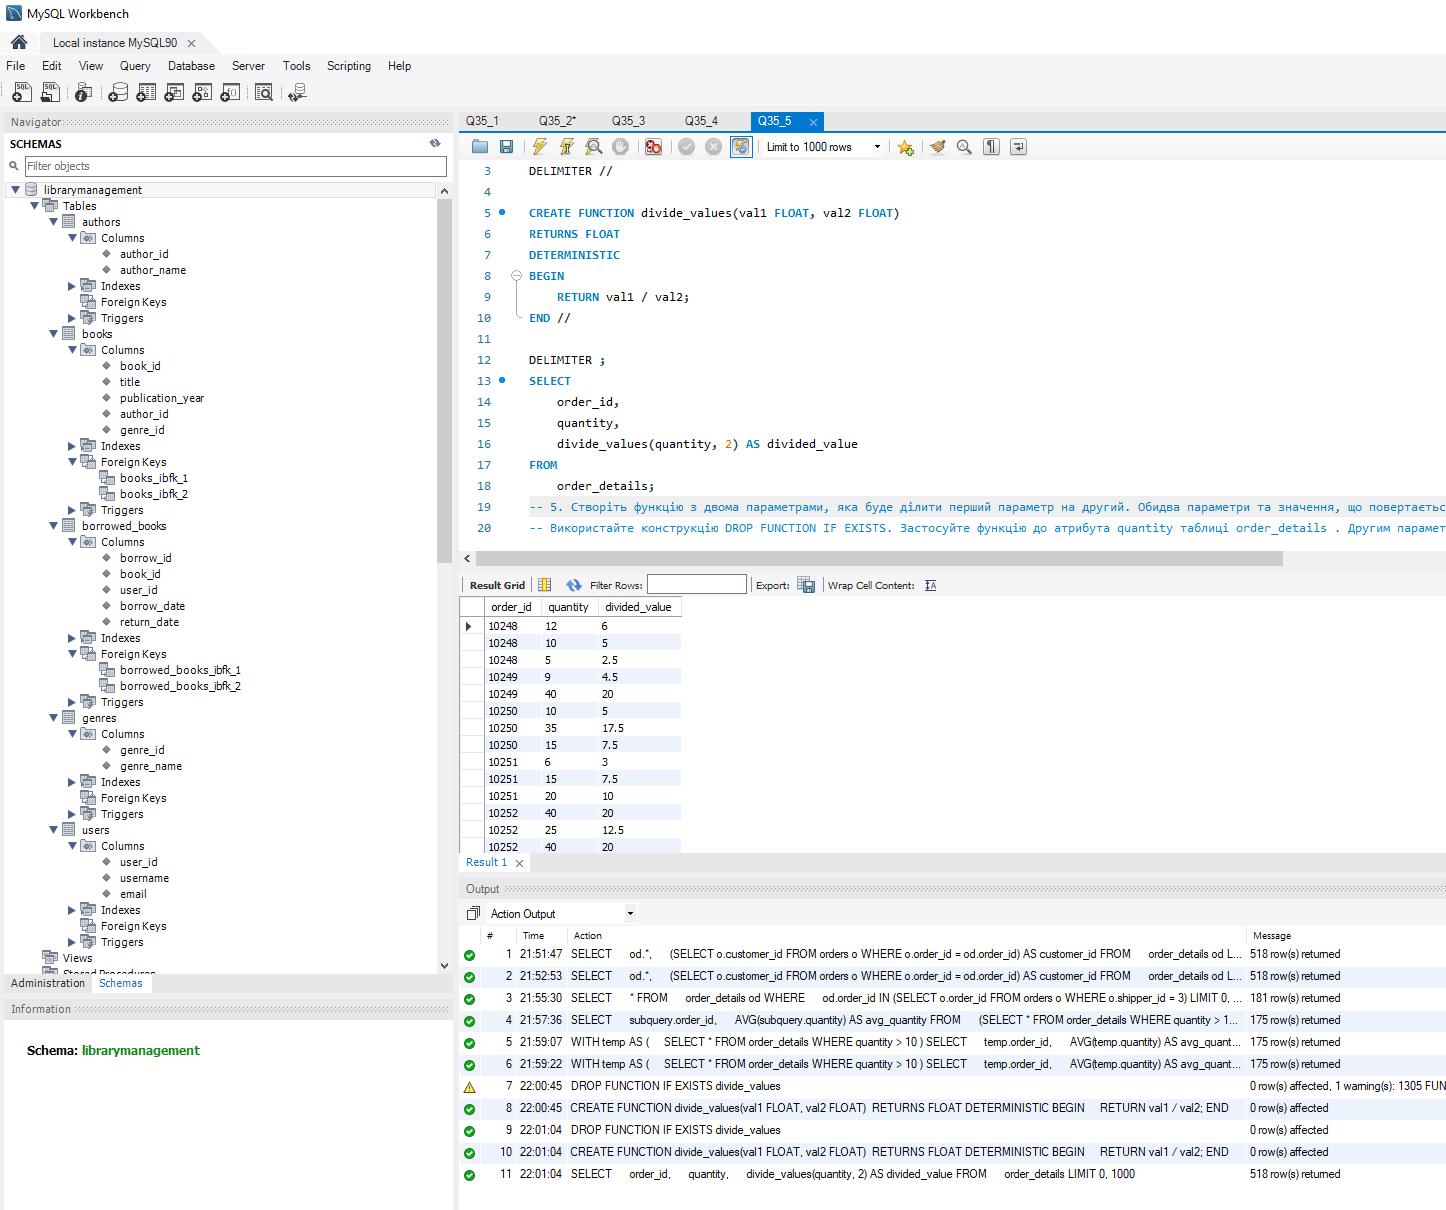 MySQL Workbench
Local instance MySQL90
File Edit View Query Database Server Tools Scripting Help
Navigator
SCHEMAS
Filter objects
librarymanagement
Tables
authors
Columns
author_id
author_name
Indexes
Foreign Keys
Triggers
books
Columns
book_id
title
publication_year
author_id
genre_id
Indexes
Foreign Keys
books_ibfk_1
books_ibfk_2
Triggers
borrowed_books
Columns
borrow_id
book_id
user_id
borrow_date
return_date
Indexes
Foreign Keys
borrowed_books_ibfk_1
borrowed_books_ibfk_2
Triggers
genres
Columns
genre_id
genre_name
Indexes
Foreign Keys
Triggers
users
Columns
user_id
username
email
Indexes
Foreign Keys
Triggers
Views
Stored Procedures
Administration Schemas
Information
Schema: librarymanagement
Q35_1 Q35_2* Q35_3 Q35_4 Q35_5
Limit to 1000 rows
3 DELIMITER //
4
5 CREATE FUNCTION divide_values(val1 FLOAT, val2 FLOAT)
6 RETURNS FLOAT
7 DETERMINISTIC
8 BEGIN
9 RETURN val1 / val2;
10 END //
11
12 DELIMITER ;
13 SELECT
14 order_id,
15 quantity,
16 divide_values(quantity, 2) AS divided_value
17 FROM
18 order_details;
19 -- 5. Створіть функцію з двома параметрами, яка буде ділити перший параметр на другий. Обидва параметри та значення, що повертаєтьс
20 -- Використайте конструкцію DROP FUNCTION IF EXISTS. Застосуйте функцію до атрибута quantity таблиці order_details . Другим парамет
Result Grid Filter Rows: Export: Wrap Cell Content:
order_id quantity divided_value
10248 12 6
10248 10 5
10248 5 2.5
10249 9 4.5
10249 40 20
10250 10 5
10250 35 17.5
10250 15 7.5
10251 6 3
10251 15 7.5
10251 20 10
10252 40 20
10252 25 12.5
10252 40 20
Result 1
Output
Action Output
# Time Action Message
1 21:51:47 SELECT od.*, (SELECT o.customer_id FROM orders o WHERE o.order_id = od.order_id) AS customer_id FROM order_details od L... 518 row(s) returned
2 21:52:53 SELECT od.*, (SELECT o.customer_id FROM orders o WHERE o.order_id = od.order_id) AS customer_id FROM order_details od L... 518 row(s) returned
3 21:55:30 SELECT * FROM order_details od WHERE od.order_id IN (SELECT o.order_id FROM orders o WHERE o.shipper_id = 3) LIMIT 0, ... 181 row(s) returned
4 21:57:36 SELECT subquery.order_id, AVG(subquery.quantity) AS avg_quantity FROM (SELECT * FROM order_details WHERE quantity > 1... 175 row(s) returned
5 21:59:07 WITH temp AS ( SELECT * FROM order_details WHERE quantity > 10 ) SELECT temp.order_id, AVG(temp.quantity) AS avg_quant... 175 row(s) returned
6 21:59:22 WITH temp AS ( SELECT * FROM order_details WHERE quantity > 10 ) SELECT temp.order_id, AVG(temp.quantity) AS avg_quant... 175 row(s) returned
7 22:00:45 DROP FUNCTION IF EXISTS divide_values 0 row(s) affected, 1 warning(s): 1305 FUN
8 22:00:45 CREATE FUNCTION divide_values(val1 FLOAT, val2 FLOAT) RETURNS FLOAT DETERMINISTIC BEGIN RETURN val1 / val2; END 0 row(s) affected
9 22:01:04 DROP FUNCTION IF EXISTS divide_values 0 row(s) affected
10 22:01:04 CREATE FUNCTION divide_values(val1 FLOAT, val2 FLOAT) RETURNS FLOAT DETERMINISTIC BEGIN RETURN val1 / val2; END 0 row(s) affected
11 22:01:04 SELECT order_id, quantity, divide_values(quantity, 2) AS divided_value FROM order_details LIMIT 0, 1000 518 row(s) returned